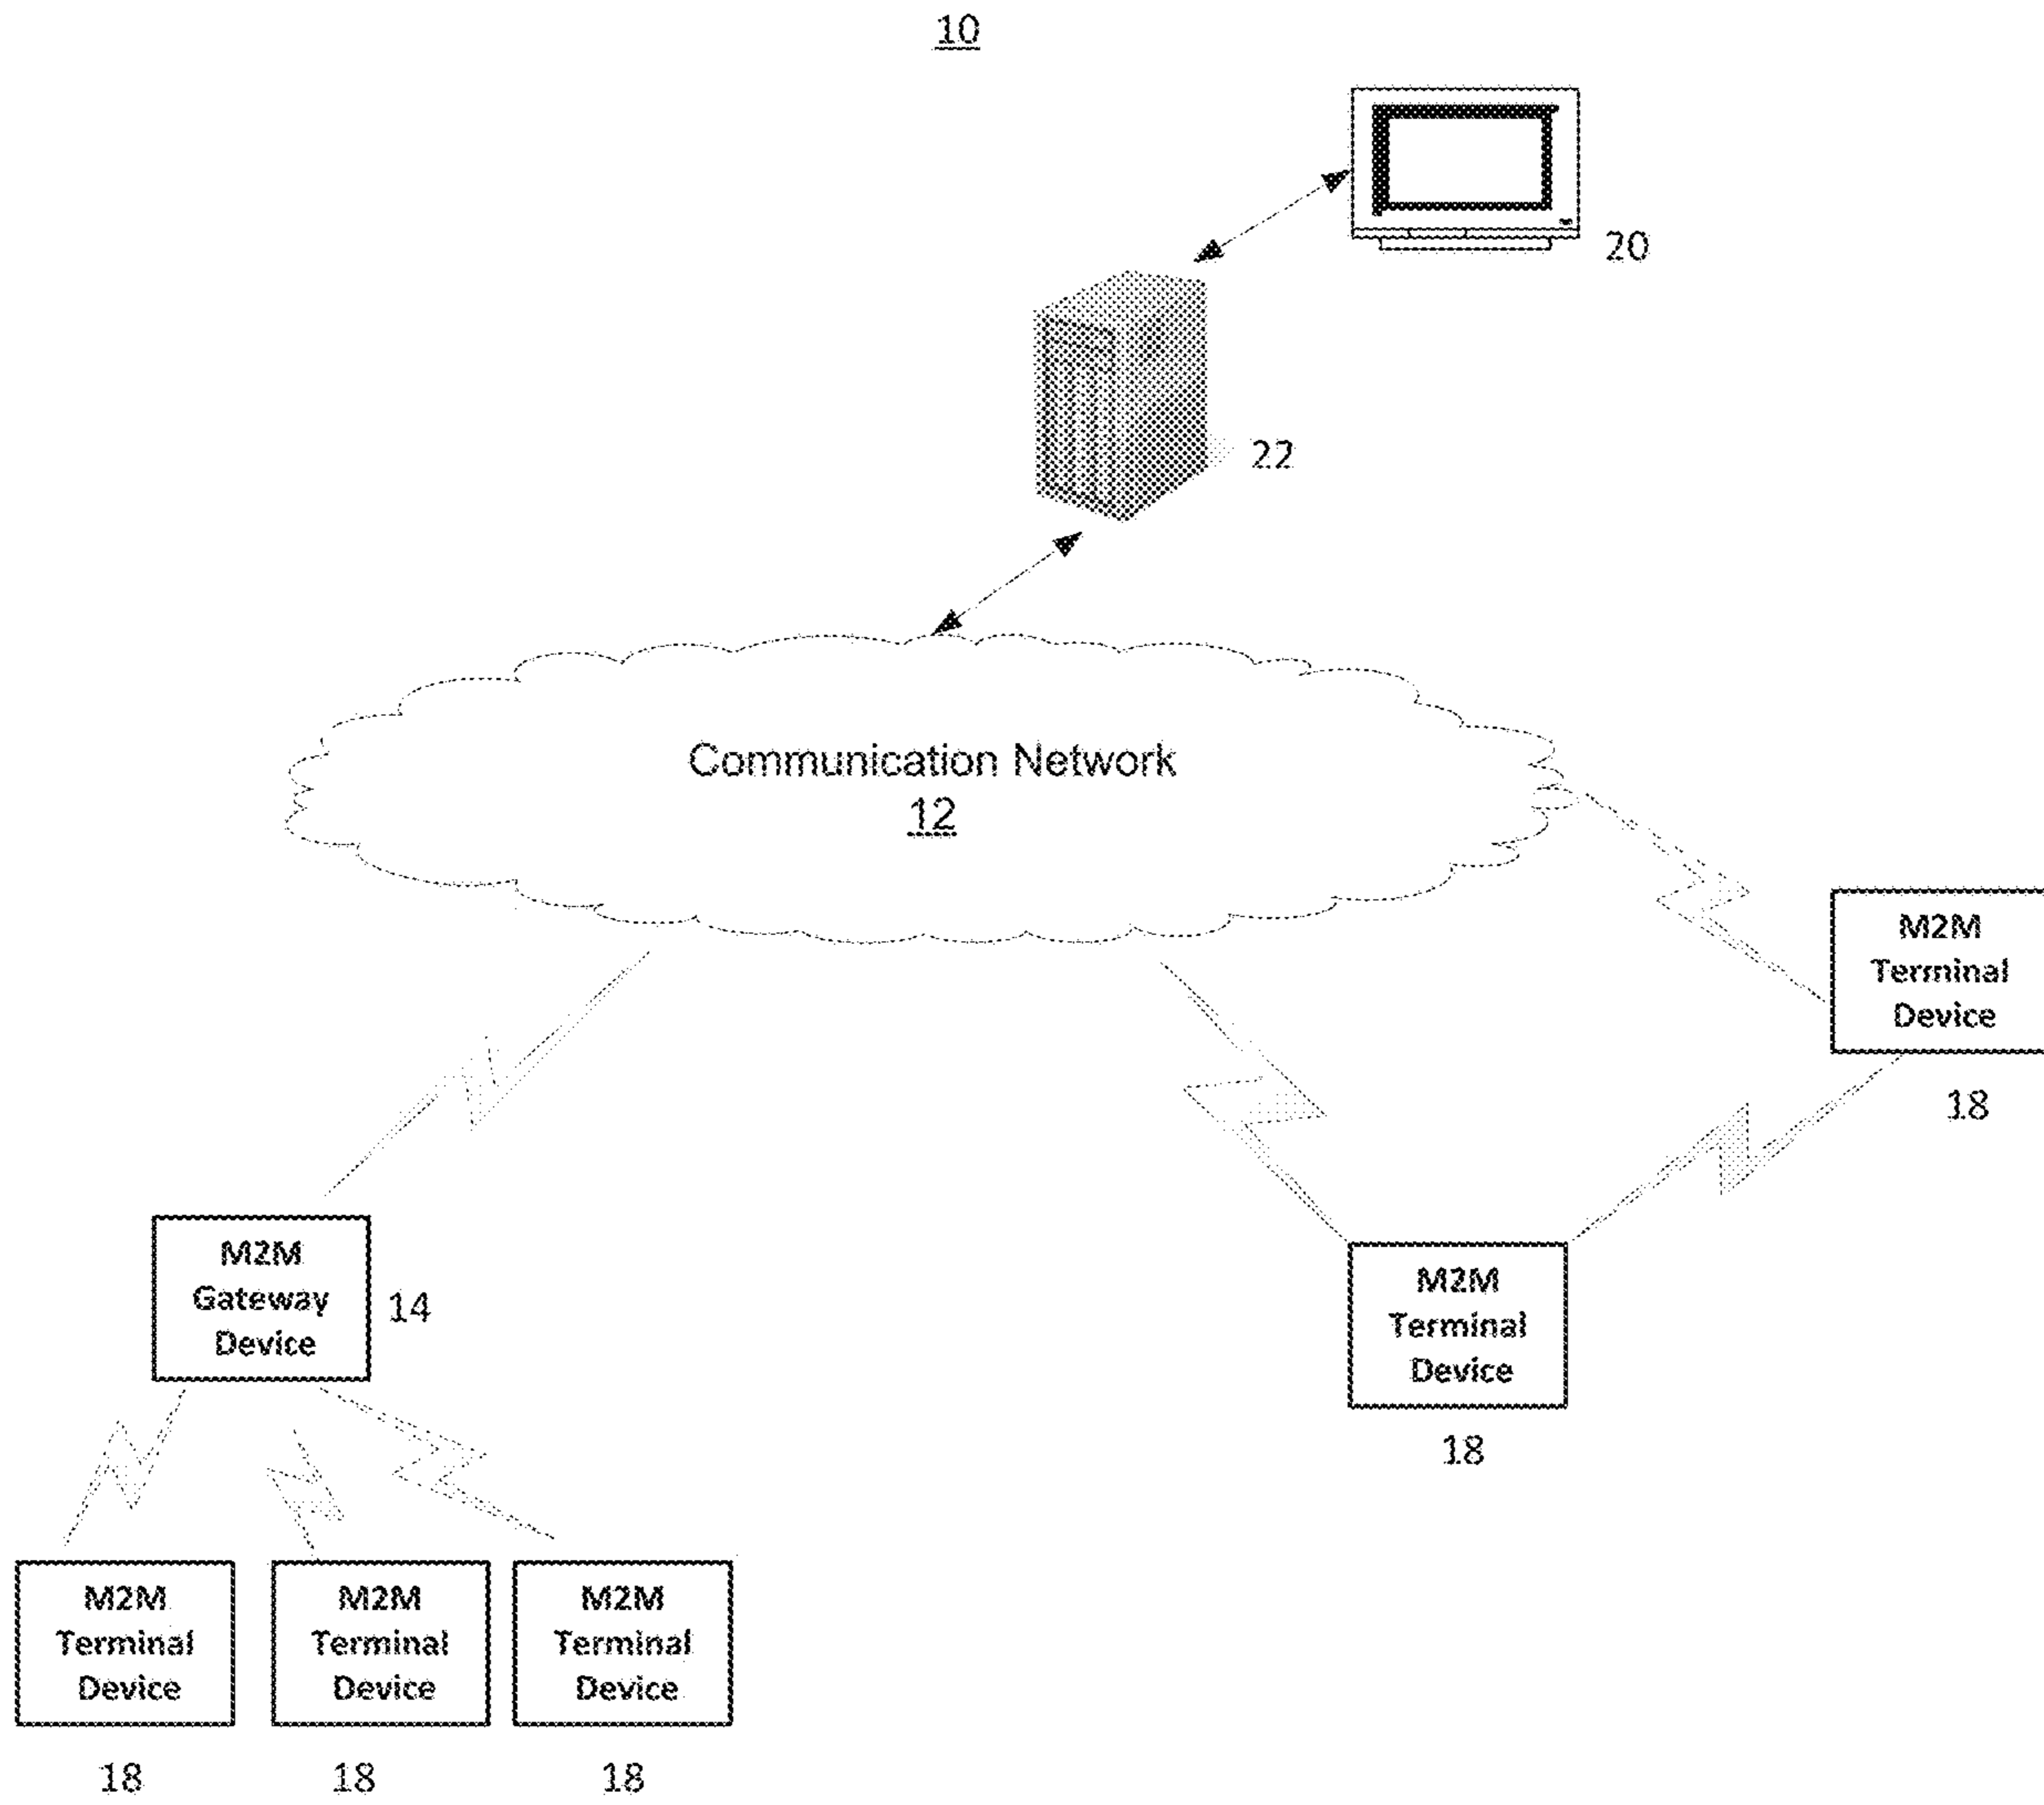 10
20
22
Communication Network
12
M2M
Terminal
Device
18
M2M
Gateway
Device
14
M2M
Terminal
Device
18
M2M
Terminal
Device
18
M2M
Terminal
Device
18
M2M
Terminal
Device
18